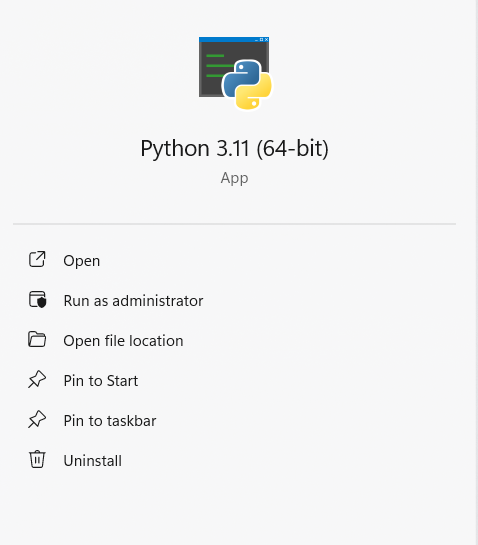 Python 3.11 (64-bit)
App
Open
Run as administrator
Open file location
Pin to Start
Pin to taskbar
Uninstall